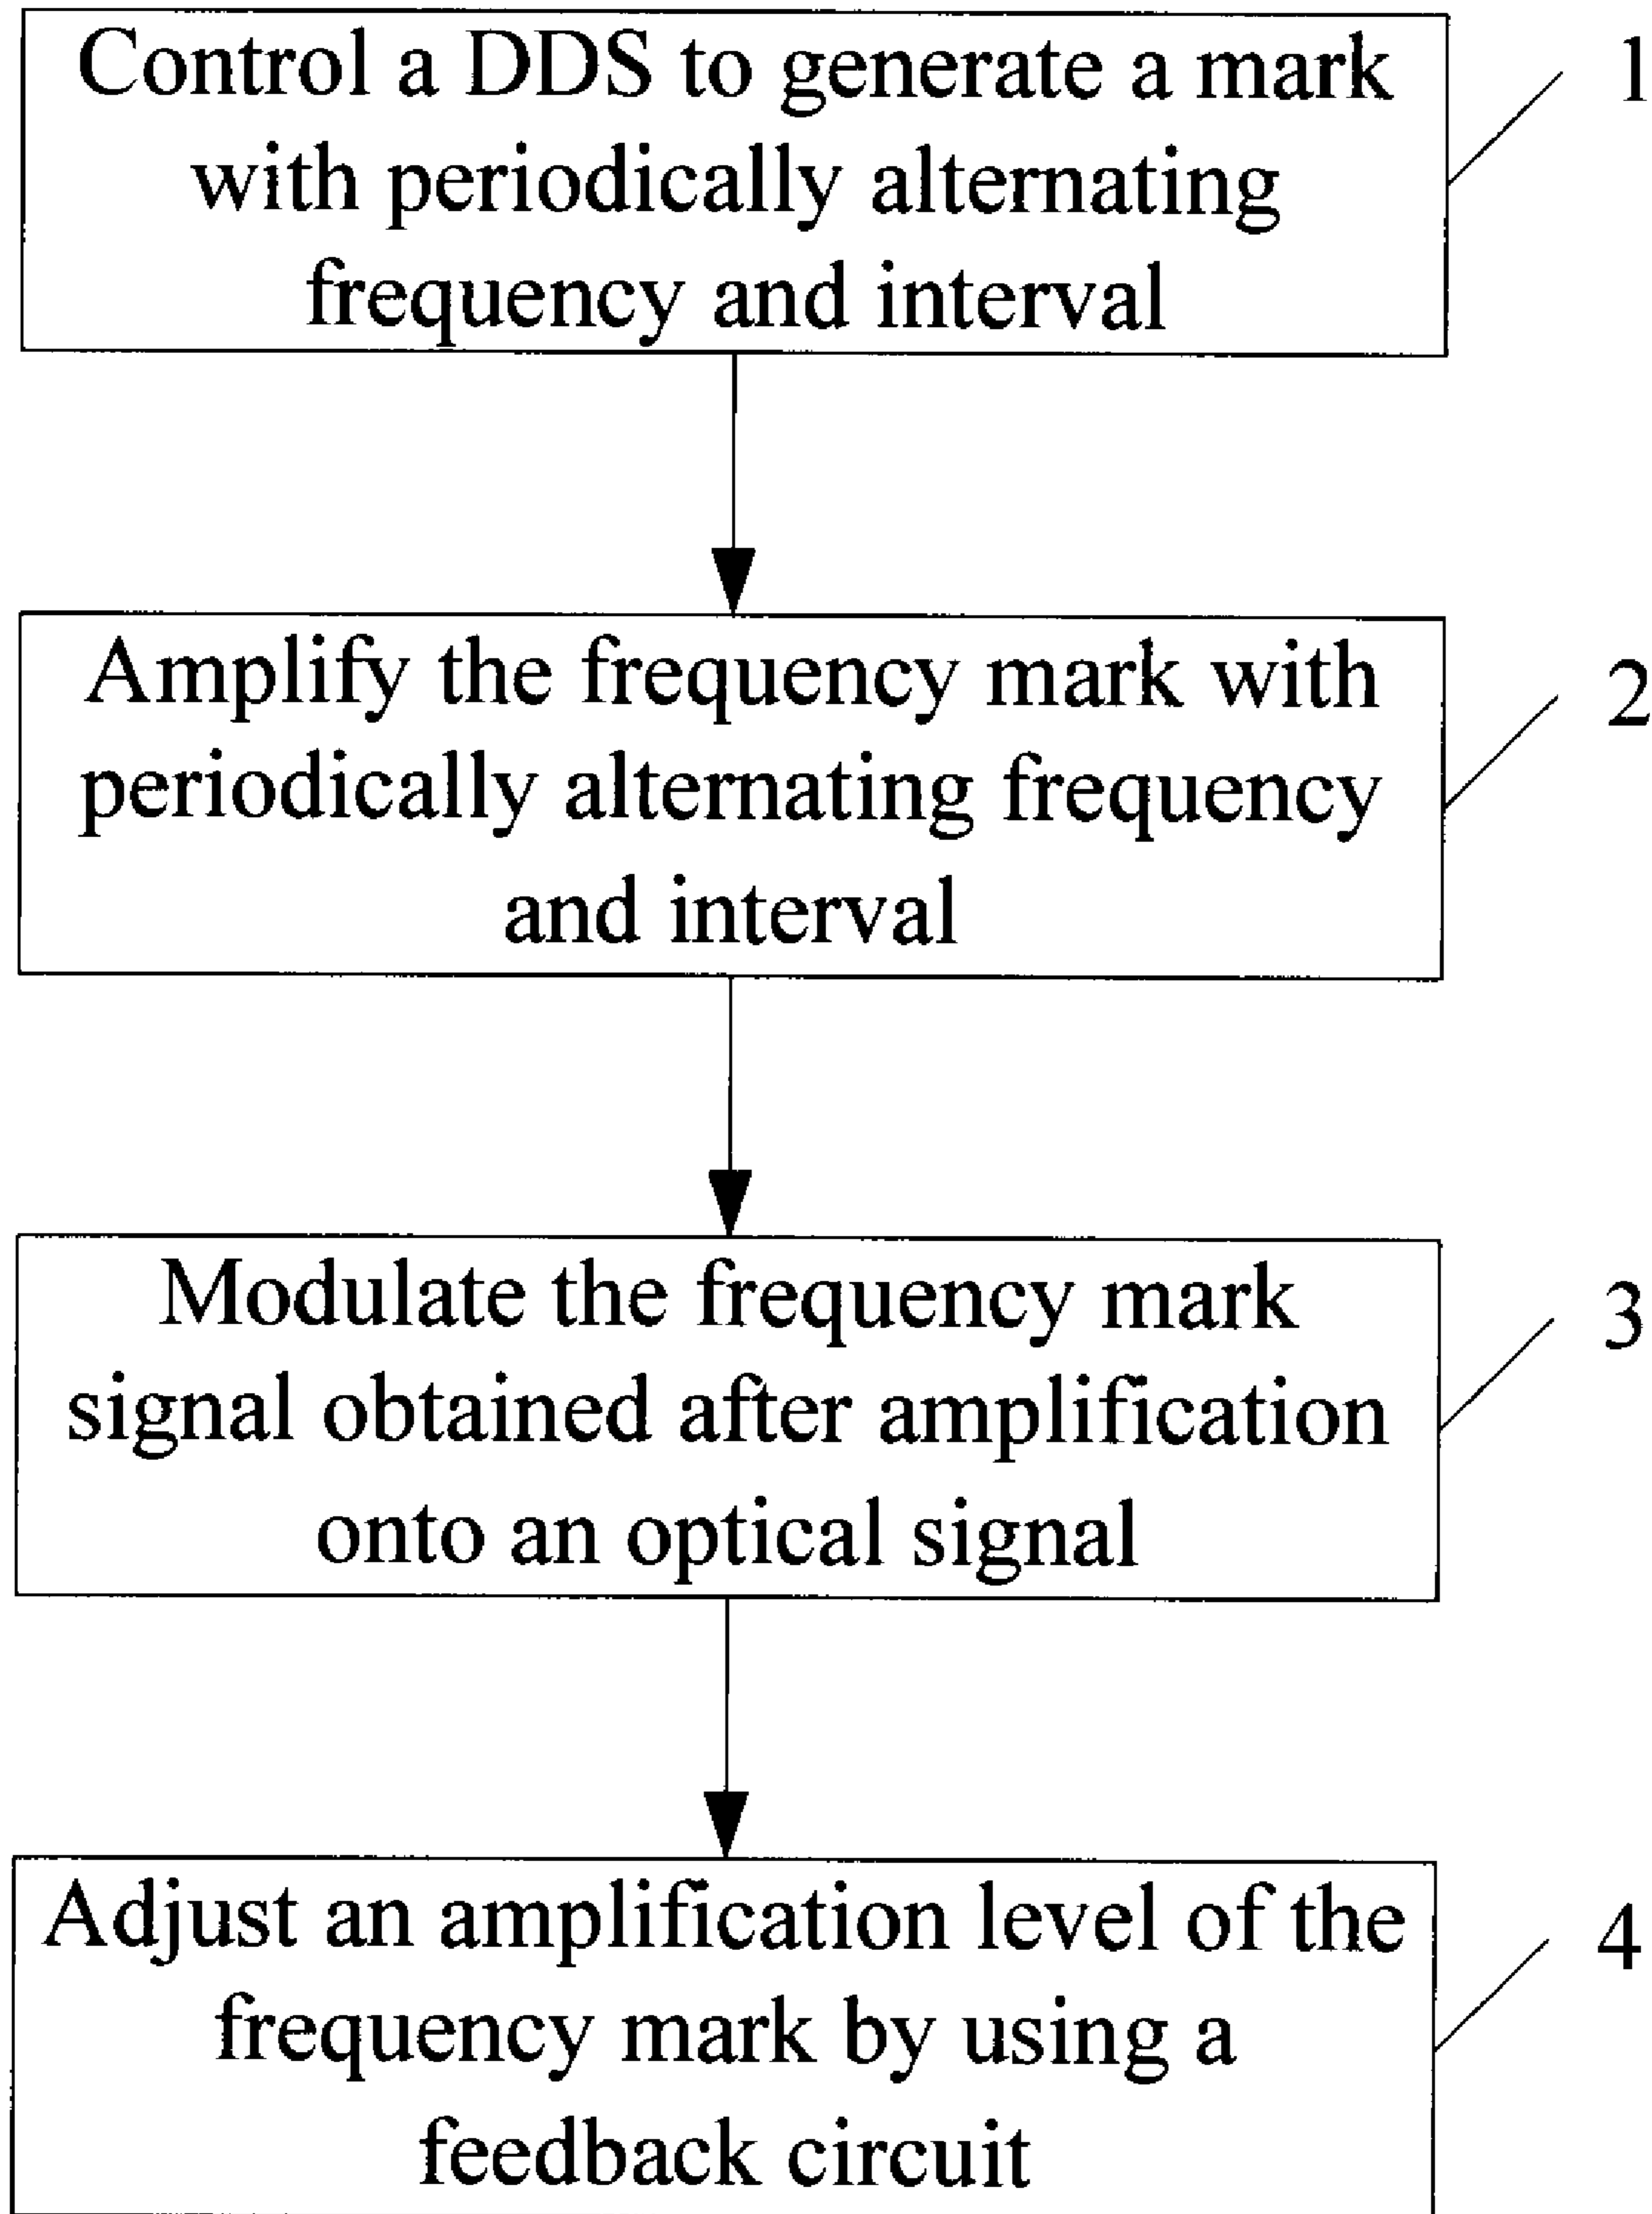 Control a DDS to generate a mark
with periodically alternating
frequency and interval
1
Amplify the frequency mark with
periodically alternating frequency
and interval
2
Modulate the frequency mark
signal obtained after amplification
onto an optical signal
3
Adjust an amplification level of the
frequency mark by using a
feedback circuit
4